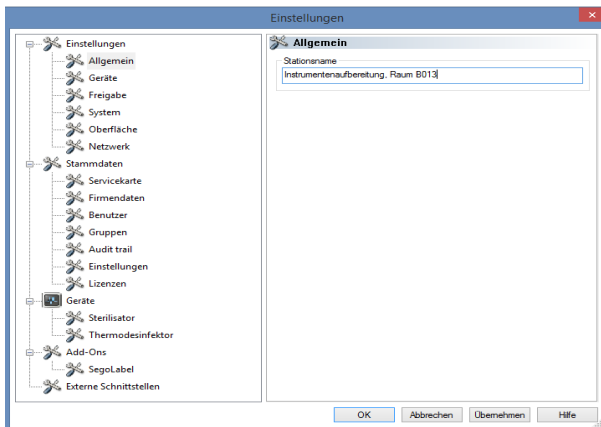 Einstellungen
Einstellungen
Allgemein
Geräte
Freigabe
System
Oberfläche
Netzwerk
Stammdaten
Servicekarte
Firmendaten
Benutzer
Gruppen
Audit trail
Einstellungen
Lizenzen
Geräte
Sterilisator
Thermodesinfektor
Add-Ons
SegoLabel
Externe Schnittstellen
Allgemein
Stationsname
Instrumentenaufbereitung, Raum B013
OK Abbrechen Übernehmen Hilfe